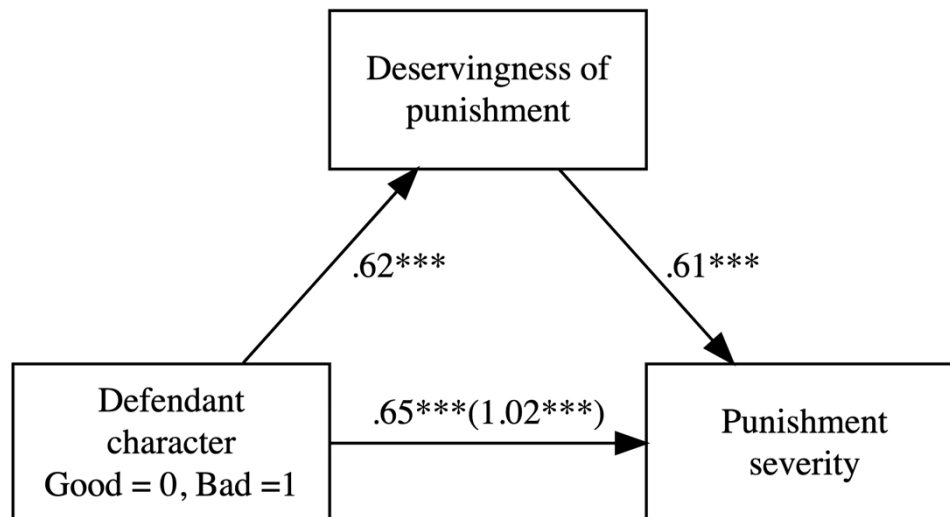 Deservingness of
punishment
.62***
.61***
Defendant
character
Good = 0, Bad =1
.65***(1.02***)
Punishment
severity